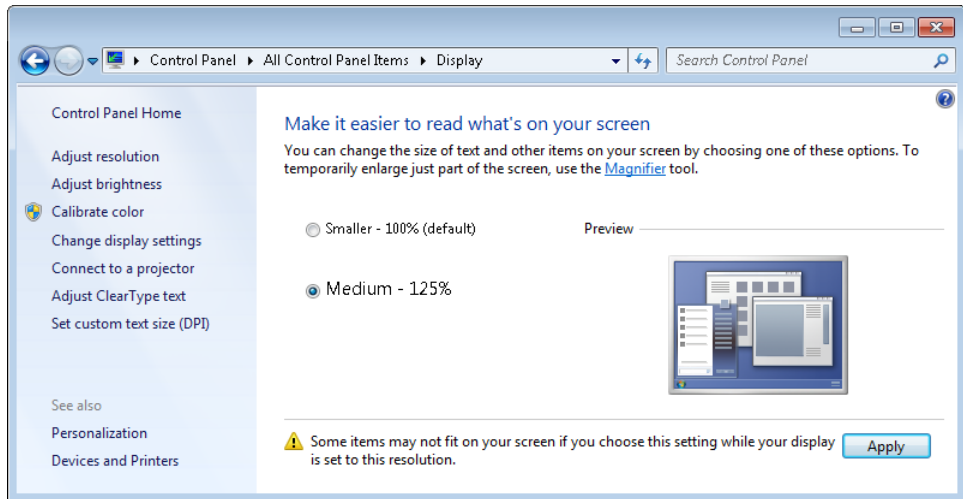 Control Panel All Control Panel Items Display Search Control Panel
Control Panel Home
Adjust resolution
Adjust brightness
Calibrate color
Change display settings
Connect to a projector
Adjust ClearType text
Set custom text size (DPI)
See also
Personalization
Devices and Printers
Make it easier to read what's on your screen
You can change the size of text and other items on your screen by choosing one of these options. To
temporarily enlarge just part of the screen, use the Magnifier tool.
Smaller - 100% (default)
Preview
Medium - 125%
Some items may not fit on your screen if you choose this setting while your display
is set to this resolution.
Apply